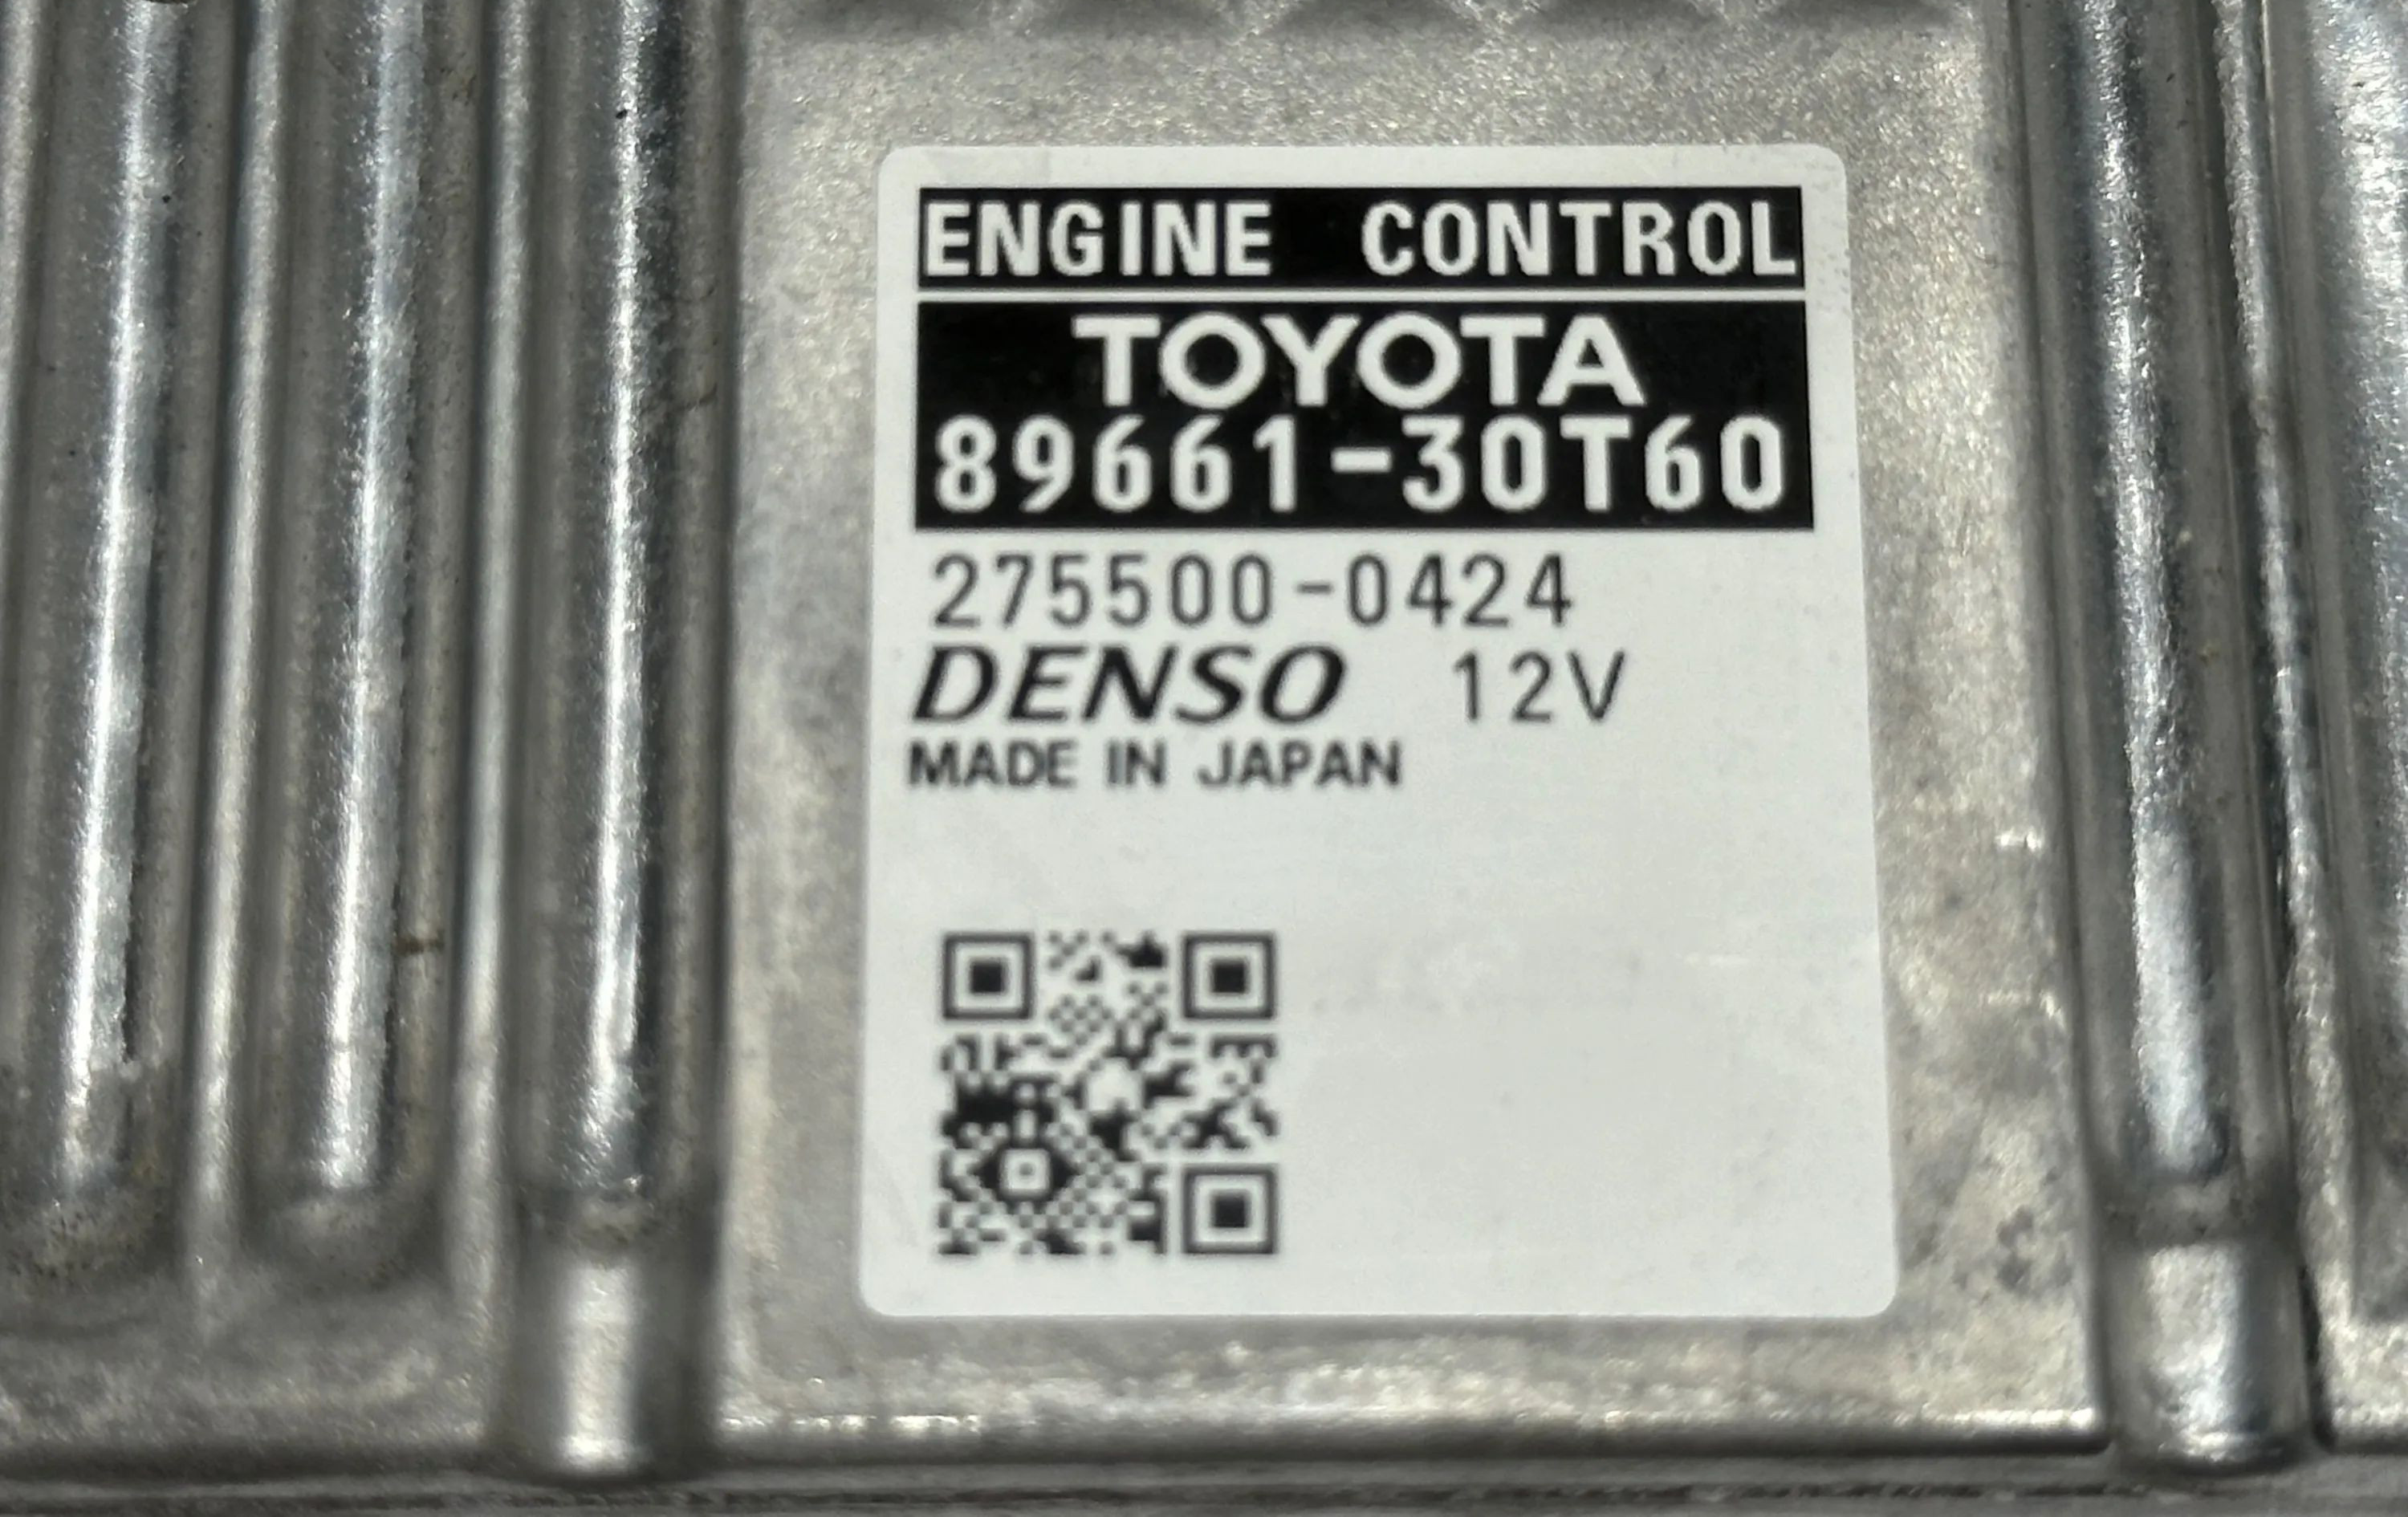 ENGINE CONTROL
TOYOTA
89661-30T60
275500-0424
DENSO 12V
MADE IN JAPAN